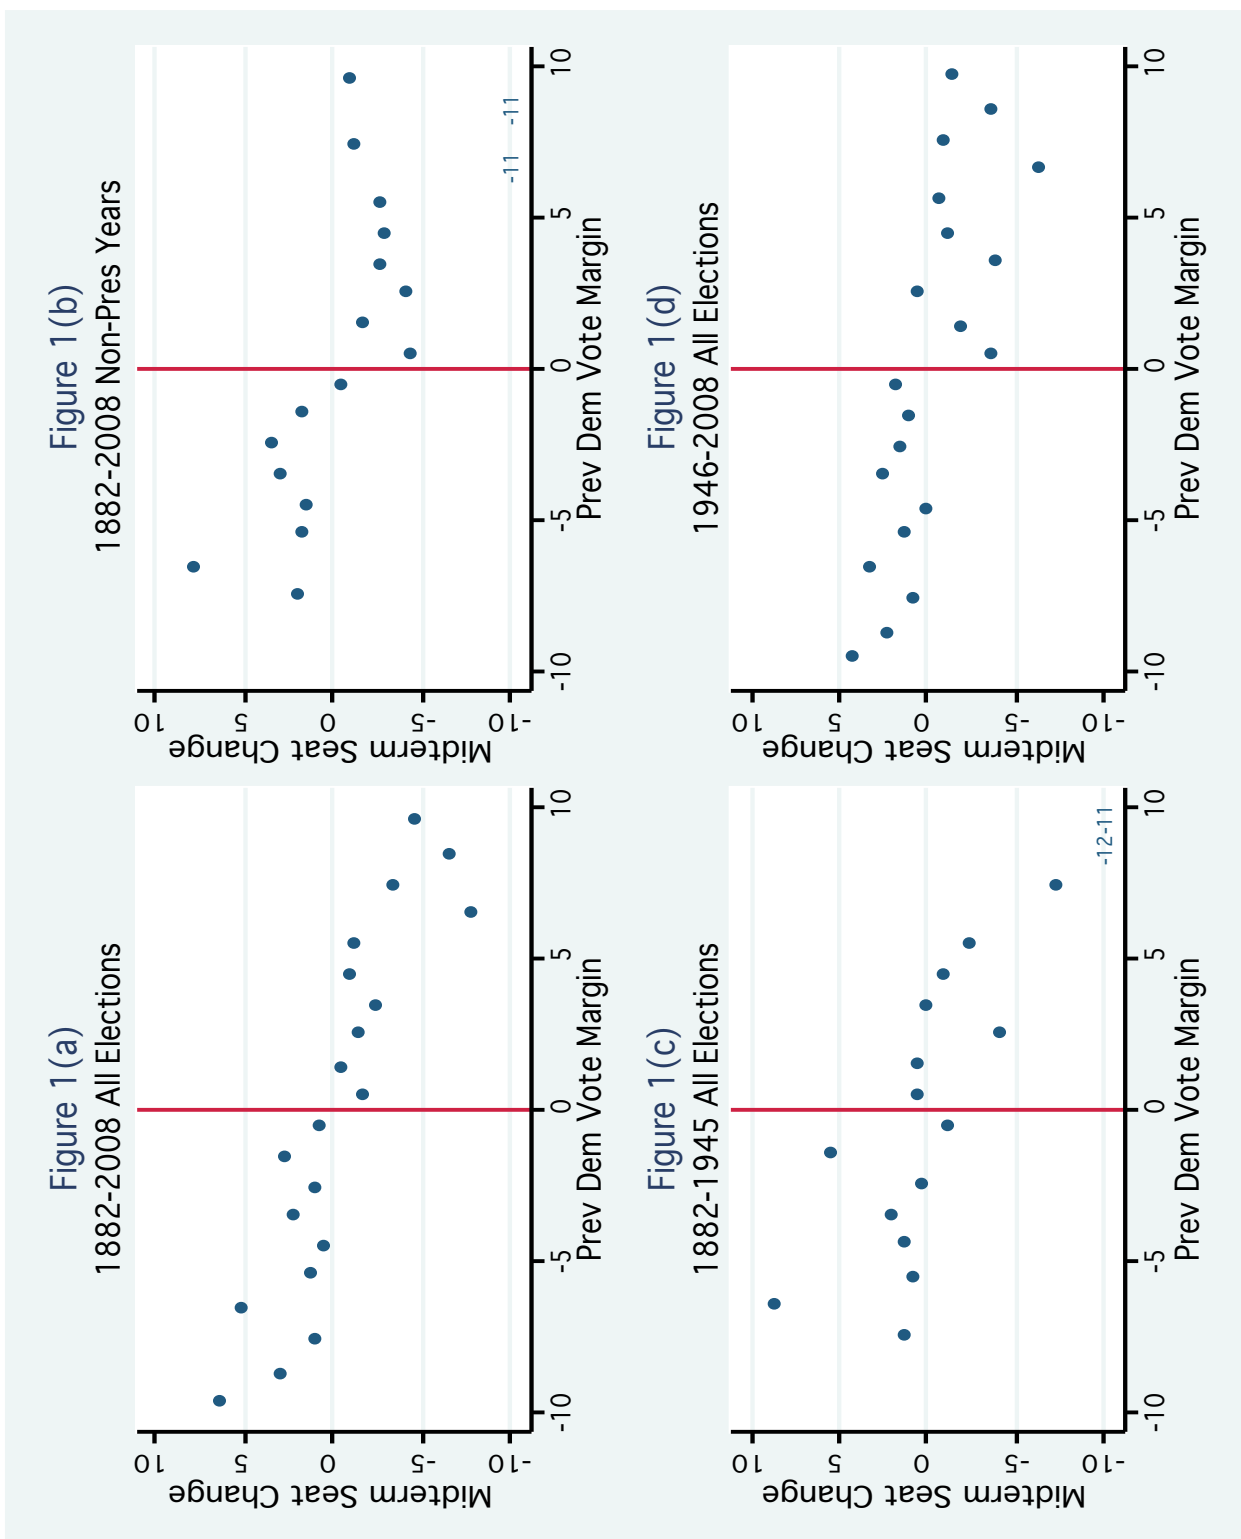 Figure 1(a)
1882-2008 All Elections
Midterm Seat Change
10
5
0
-5
-10
-10
-5
0
5
10
Prev Dem Vote Margin
Figure 1(b)
1882-2008 Non-Pres Years
Midterm Seat Change
10
5
0
-5
-10
-11
-11
-10
-5
0
5
10
Prev Dem Vote Margin
Figure 1(c)
1882-1945 All Elections
Midterm Seat Change
10
5
0
-5
-10
-12-11
-10
-5
0
5
10
Prev Dem Vote Margin
Figure 1(d)
1946-2008 All Elections
Midterm Seat Change
10
5
0
-5
-10
-10
-5
0
5
10
Prev Dem Vote Margin